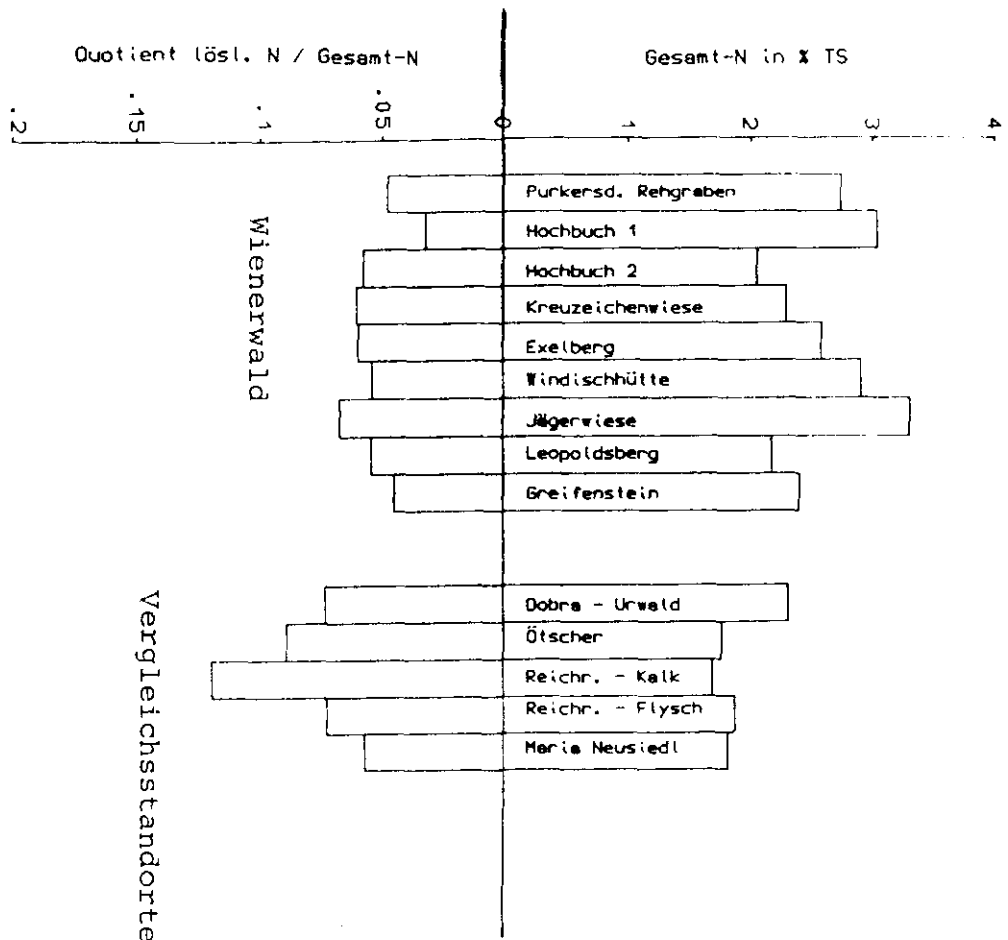 Quotient lösl. N / Gesamt-N
Gesamt-N in % TS
.2 .15 .1 .05 0 1 2 3 4
Purkersd. Rehgraben
Hochbuch 1
Hochbuch 2
Kreuzeichenwiese
Exelberg
Windischhütte
Jägerwiese
Leopoldsberg
Greifenstein
Wienerwald
Dobra - Urwald
Ötscher
Reichr. - Kalk
Reichr. - Flysch
Maria Neusiedl
Vergleichsstandorte